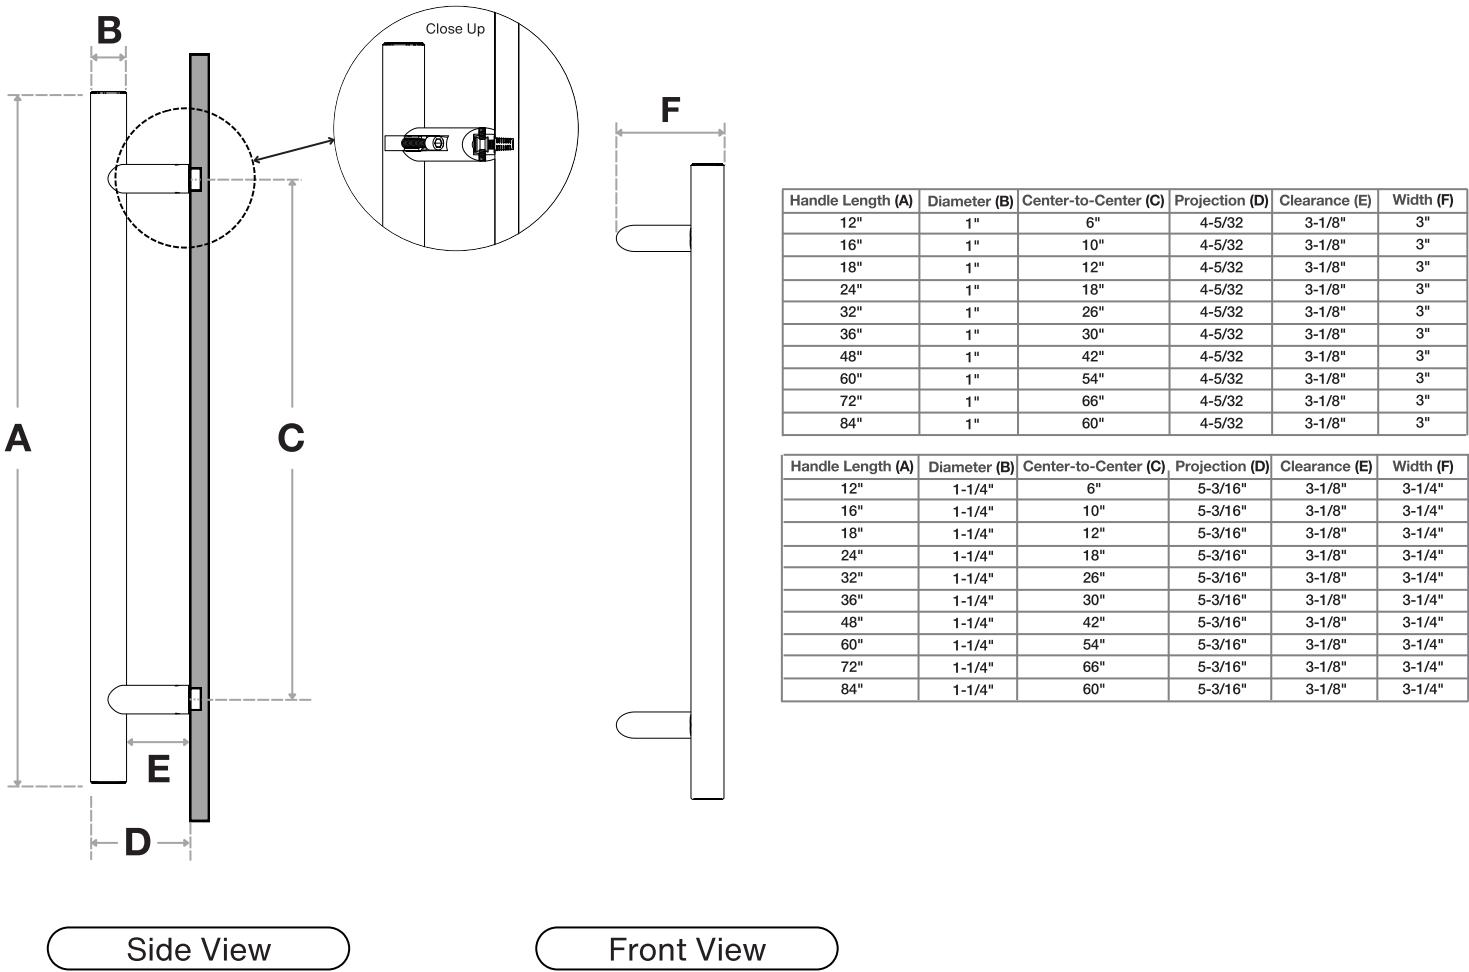 B
Close Up
F
A
C
E
D
Side View
Front View
Handle Length (A) Diameter (B) Center-to-Center (C) Projection (D) Clearance (E) Width (F)
12" 1" 6" 4-5/32 3-1/8" 3"
16" 1" 10" 4-5/32 3-1/8" 3"
18" 1" 12" 4-5/32 3-1/8" 3"
24" 1" 18" 4-5/32 3-1/8" 3"
32" 1" 26" 4-5/32 3-1/8" 3"
36" 1" 30" 4-5/32 3-1/8" 3"
48" 1" 42" 4-5/32 3-1/8" 3"
60" 1" 54" 4-5/32 3-1/8" 3"
72" 1" 66" 4-5/32 3-1/8" 3"
84" 1" 60" 4-5/32 3-1/8" 3"
Handle Length (A) Diameter (B) Center-to-Center (C) Projection (D) Clearance (E) Width (F)
12" 1-1/4" 6" 5-3/16" 3-1/8" 3-1/4"
16" 1-1/4" 10" 5-3/16" 3-1/8" 3-1/4"
18" 1-1/4" 12" 5-3/16" 3-1/8" 3-1/4"
24" 1-1/4" 18" 5-3/16" 3-1/8" 3-1/4"
32" 1-1/4" 26" 5-3/16" 3-1/8" 3-1/4"
36" 1-1/4" 30" 5-3/16" 3-1/8" 3-1/4"
48" 1-1/4" 42" 5-3/16" 3-1/8" 3-1/4"
60" 1-1/4" 54" 5-3/16" 3-1/8" 3-1/4"
72" 1-1/4" 66" 5-3/16" 3-1/8" 3-1/4"
84" 1-1/4" 60" 5-3/16" 3-1/8" 3-1/4"